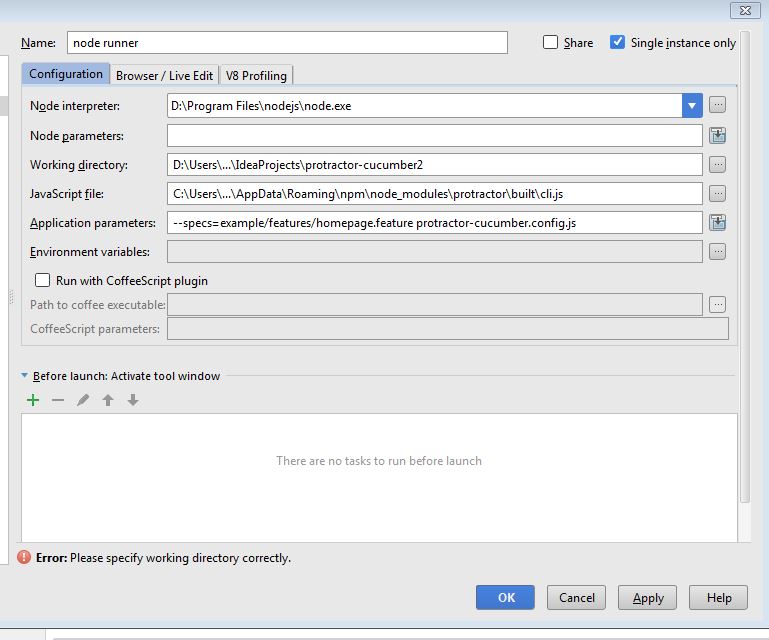 Name: node runner Share Single instance only
Configuration Browser / Live Edit V8 Profiling
Node interpreter: D:\Program Files\nodejs\node.exe ...
Node parameters:
Working directory: D:\Users\...\IdeaProjects\protractor-cucumber2 ...
JavaScript file: C:\Users\...\AppData\Roaming\npm\node_modules\protractor\built\cli.js ...
Application parameters: --specs=example/features/homepage.feature protractor-cucumber.config.js
Environment variables: ...
Run with CoffeeScript plugin
Path to coffee executable: ...
CoffeeScript parameters:
Before launch: Activate tool window
There are no tasks to run before launch
Error: Please specify working directory correctly.
OK Cancel Apply Help